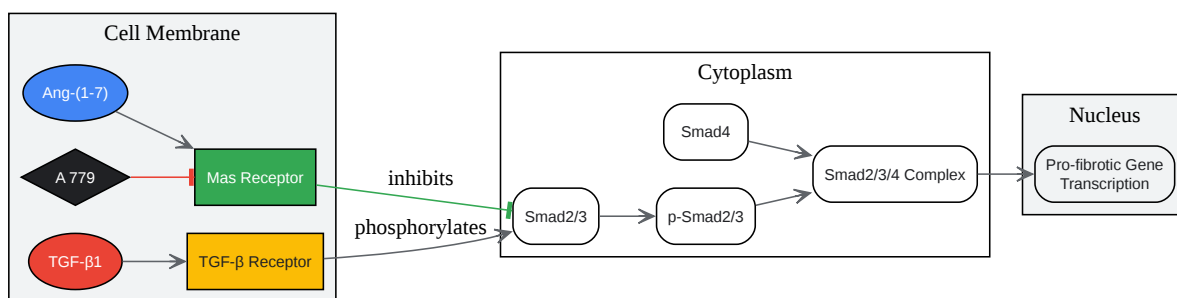 Cell Membrane
Ang-(1-7)
A 779
Mas Receptor
TGF-β1
TGF-β Receptor
inhibits
phosphorylates
Cytoplasm
Smad4
Smad2/3
p-Smad2/3
Smad2/3/4 Complex
Nucleus
Pro-fibrotic Gene
Transcription